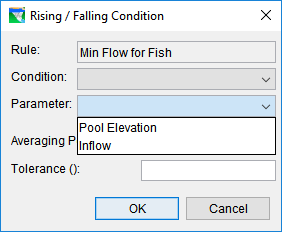 Rising / Falling Condition
Rule:
Min Flow for Fish
Condition:
Parameter:
Pool Elevation
Inflow
Averaging P
Tolerance ():
OK
Cancel